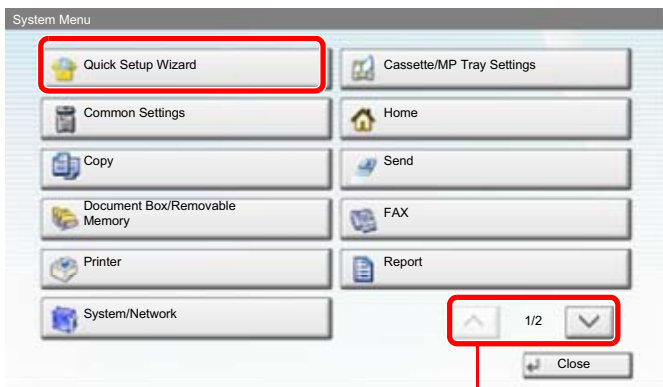 System Menu
Quick Setup Wizard
Cassette/MP Tray Settings
Common Settings
Home
Copy
Send
Document Box/Removable
Memory
FAX
Printer
Report
System/Network
1/2
Close